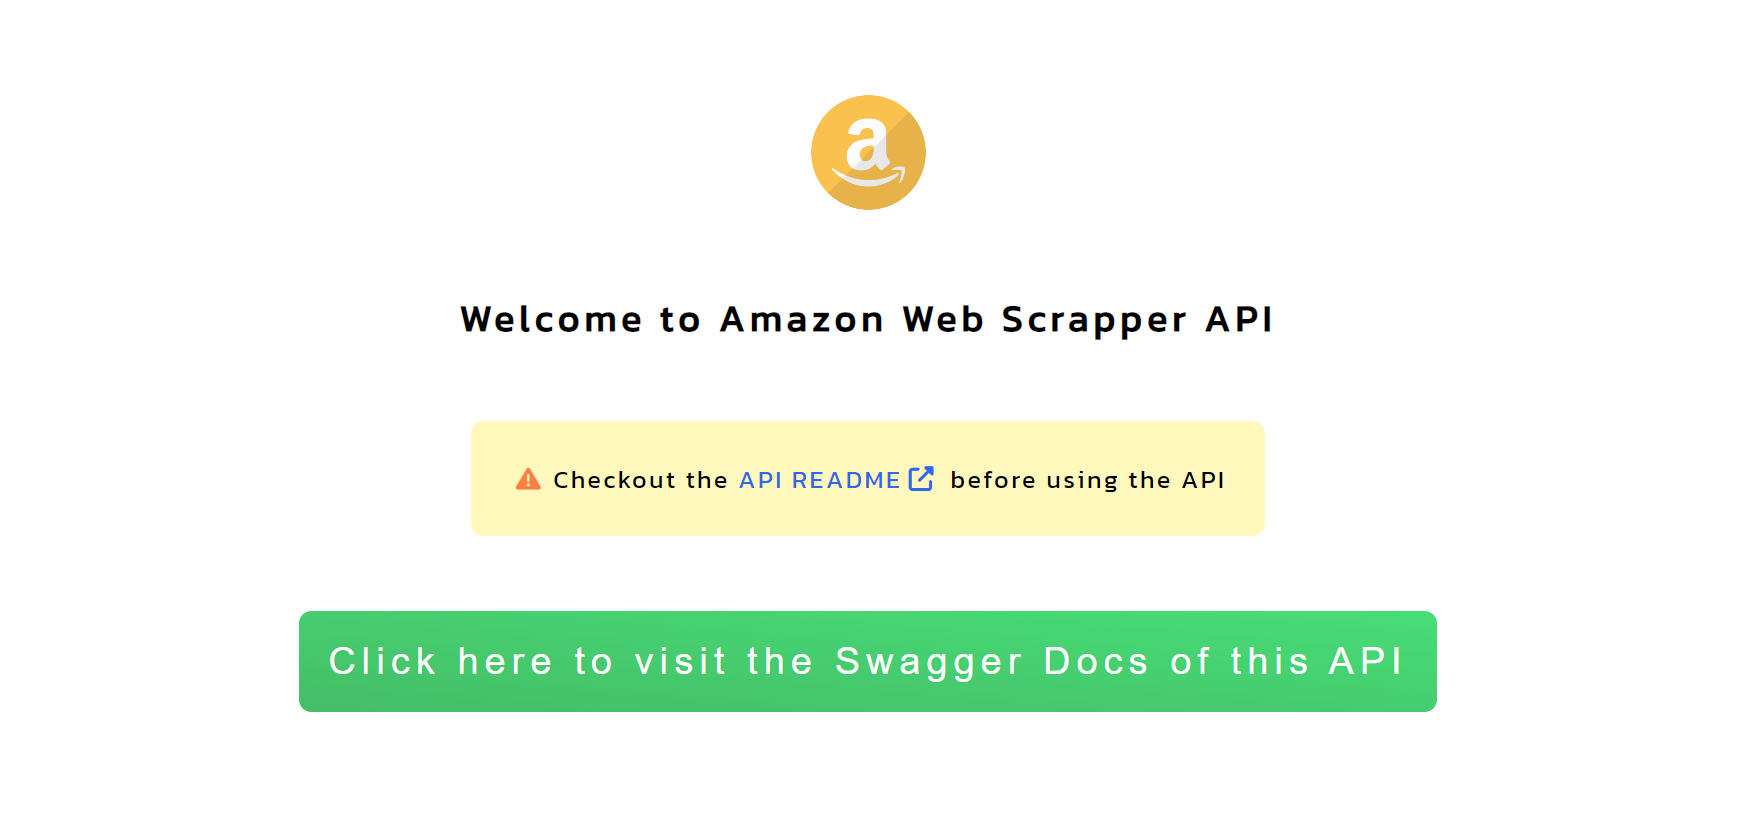 a
Welcome to Amazon Web Scrapper API
Checkout the API README before using the API
Click here to visit the Swagger Docs of this API